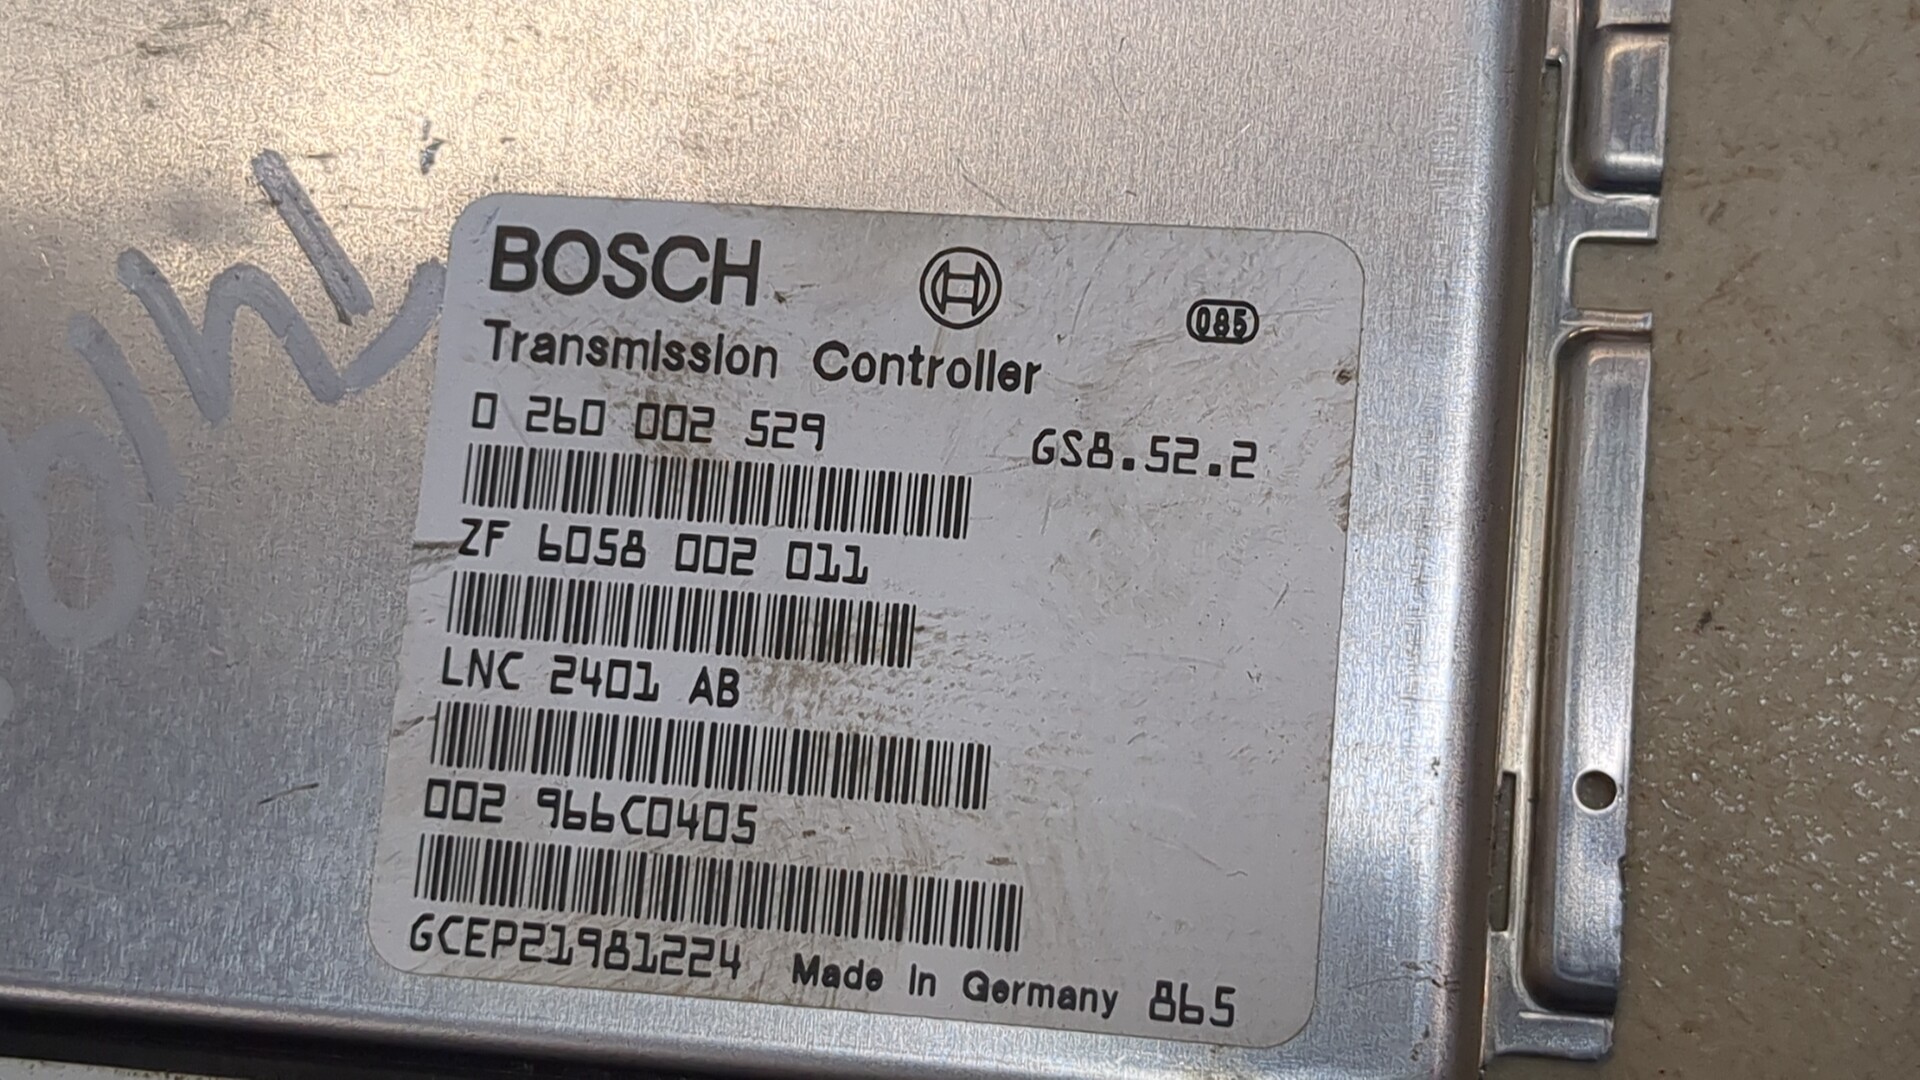 BOSCH
085
Transmission Controller
0 260 002 529 GS8.52.2
ZF 6058 002 011
LNC 2401 AB
002 966C0405
GCEP21981224 Made in Germany 865